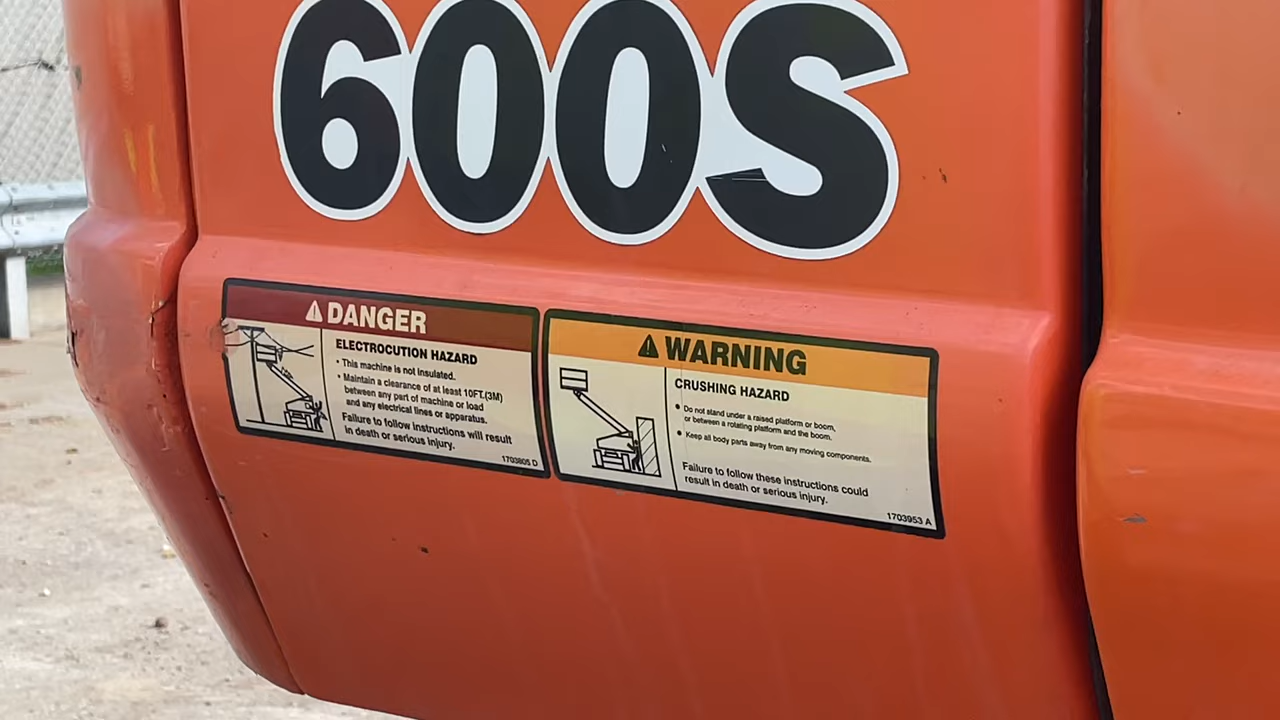 600S
DANGER
ELECTROCUTION HAZARD
• This machine is not insulated.
• Maintain a clearance of at least 10FT.(3M)
between any part of machine or load
and any electrical lines or apparatus.
Failure to follow instructions will result
in death or serious injury.
1703805 D
WARNING
CRUSHING HAZARD
• Do not stand under a raised platform or boom,
or between a rotating platform and the boom.
• Keep all body parts away from any moving components.
Failure to follow these instructions could
result in death or serious injury.
1703953 A